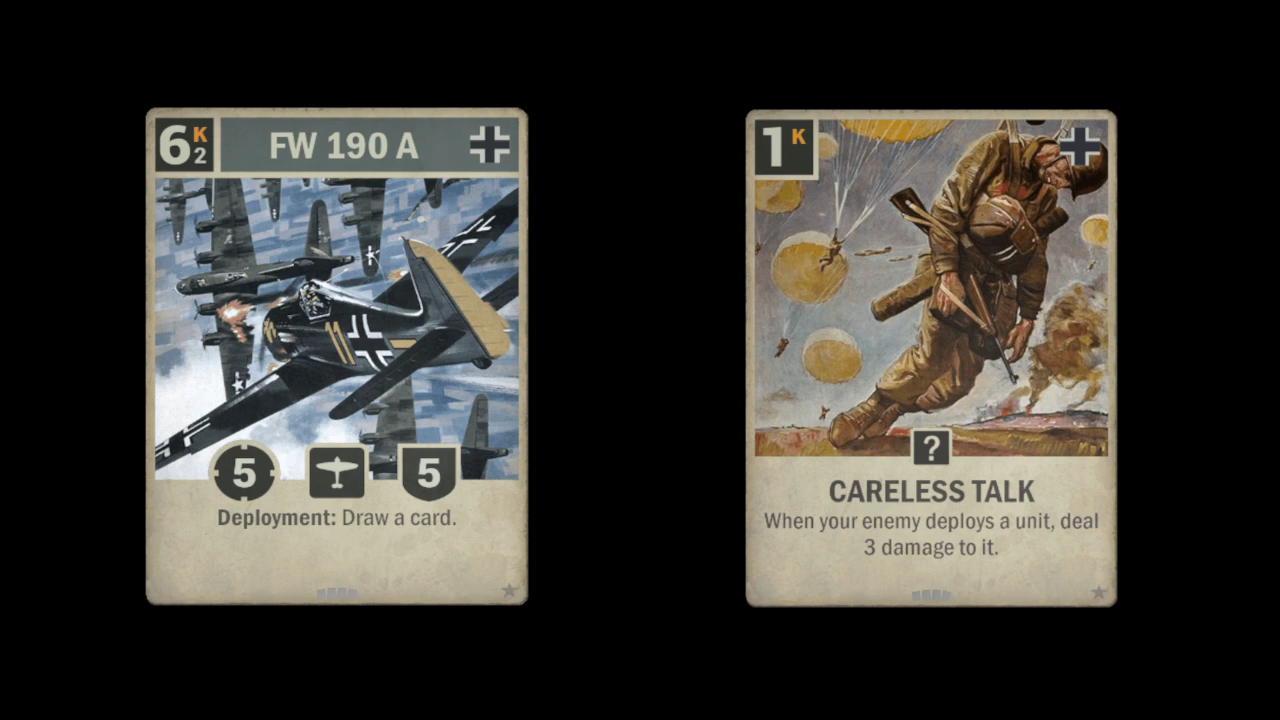 6 K
2
FW 190 A
5 5
Deployment: Draw a card.
1 K
?
CARELESS TALK
When your enemy deploys a unit, deal
3 damage to it.